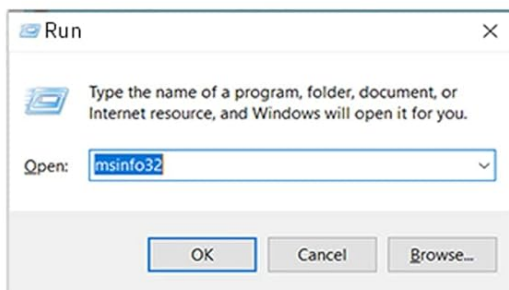 Run
Type the name of a program, folder, document, or
Internet resource, and Windows will open it for you.
Open: msinfo32
OK Cancel Browse...